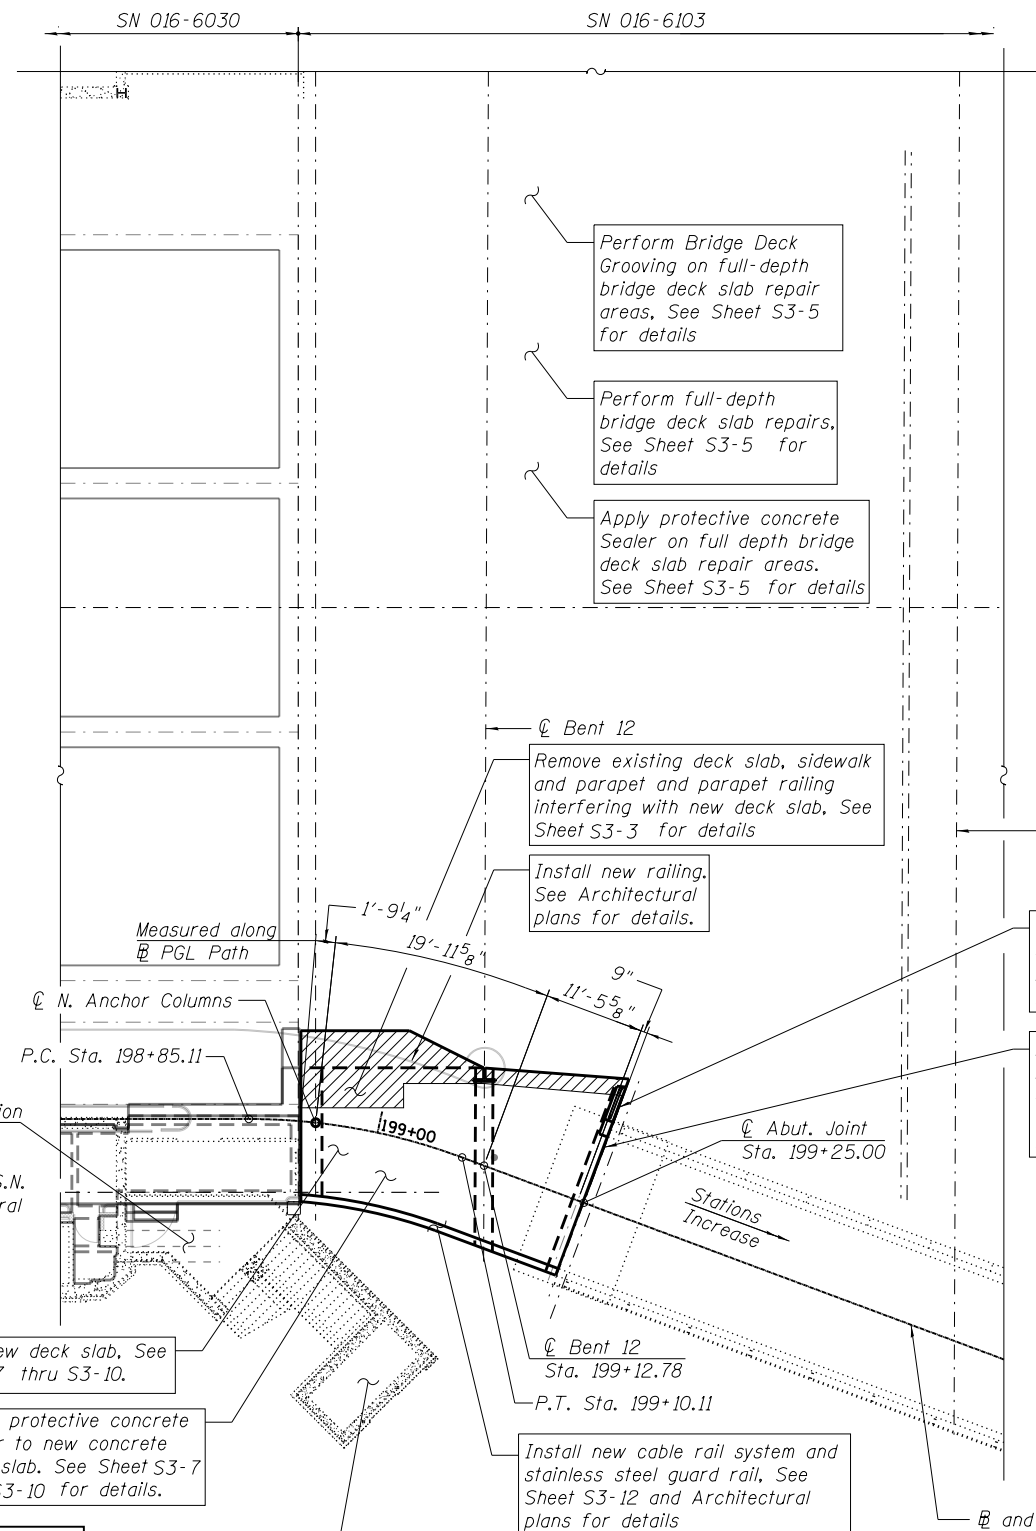 SN 016-6030
SN 016-6103
Perform Bridge Deck
Grooving on full-depth
bridge deck slab repair
areas, See Sheet S3-5
for details
Perform full-depth
bridge deck slab repairs,
See Sheet S3-5 for
details
Apply protective concrete
Sealer on full depth bridge
deck slab repair areas.
See Sheet S3-5 for details
℄ Bent 12
Remove existing deck slab, sidewalk
and parapet and parapet railing
interfering with new deck slab, See
Sheet S3-3 for details
Install new railing.
See Architectural
plans for details.
1'-9¼"
Measured along
PGL Path
19'-11⅝"
9"
11'-5⅝"
℄ N. Anchor Columns
P.C. Sta. 198+85.11
tion
199+00
℄ Abut. Joint
Sta. 199+25.00
S.N.
ral
Stations
Increase
ew deck slab, See
7 thru S3-10.
℄ Bent 12
Sta. 199+12.78
P.T. Sta. 199+10.11
protective concrete
r to new concrete
slab. See Sheet S3-7
S3-10 for details.
Install new cable rail system and
stainless steel guard rail, See
Sheet S3-12 and Architectural
plans for details
and